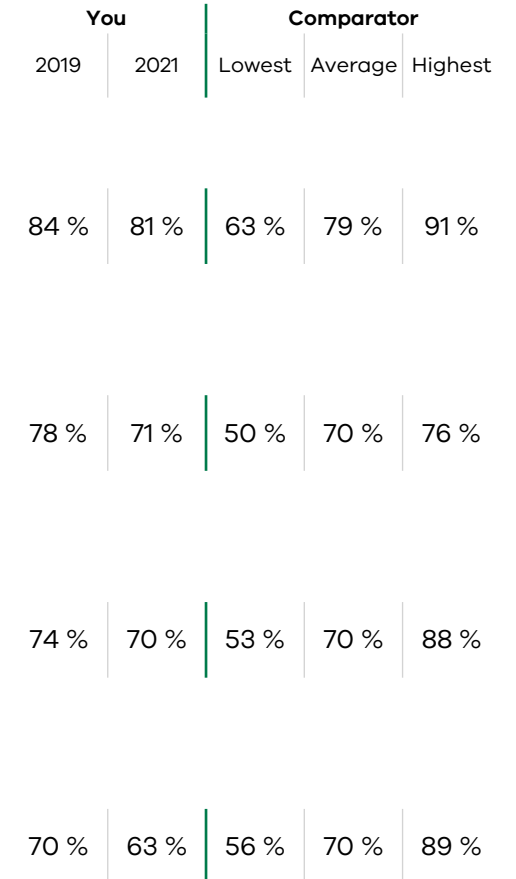 You Comparator
2019 2021 Lowest Average Highest
84 % 81 % 63 % 79 % 91 %
78 % 71 % 50 % 70 % 76 %
74 % 70 % 53 % 70 % 88 %
70 % 63 % 56 % 70 % 89 %